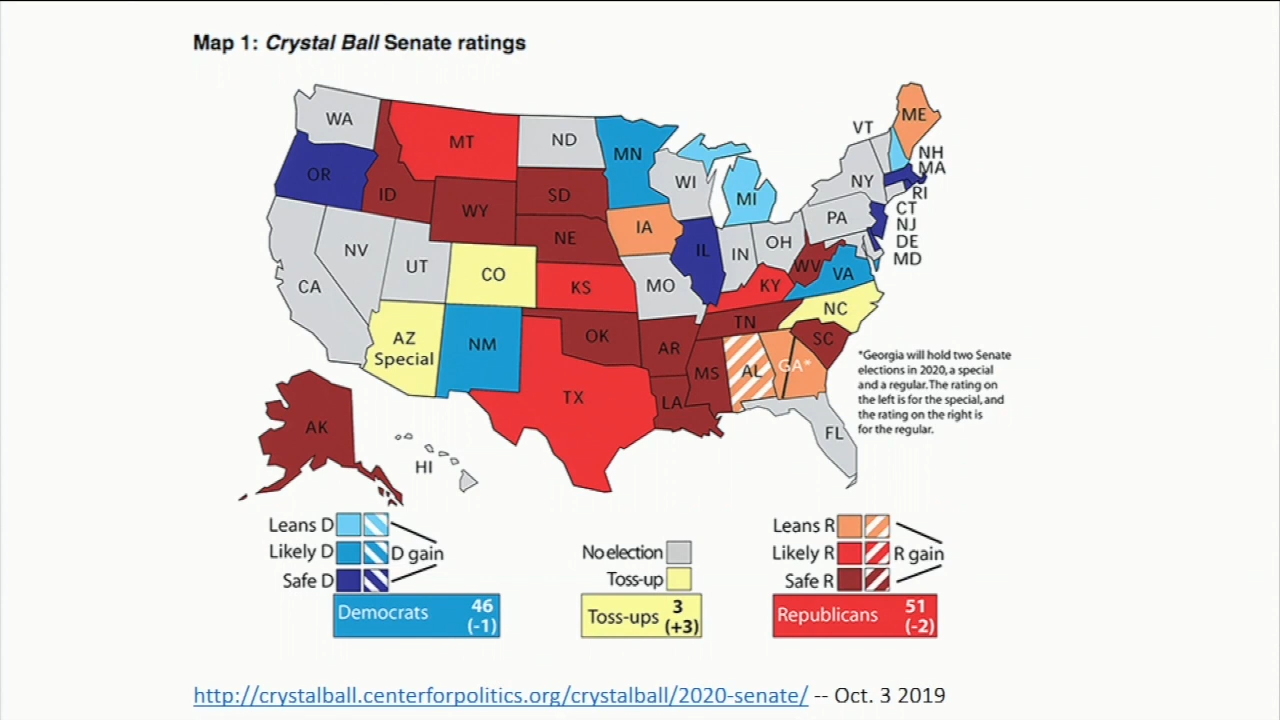 Map 1: Crystal Ball Senate ratings
WA
MT
ND
MN
VT
ME
OR
ID
SD
WI
MI
NY
NH
MA
RI
WY
IA
PA
CT
NJ
DE
MD
NV
UT
CO
NE
IL
IN
OH
WV
VA
CA
KS
MO
KY
NC
AZ
Special
NM
OK
AR
TN
SC
TX
LA
MS
AL
GA*
FL
AK
HI
*Georgia will hold two Senate
elections in 2020, a special
and a regular. The rating on
the left is for the special, and
the rating on the right is
for the regular.
Leans D
Likely D
Safe D
D gain
No election
Toss-up
Leans R
Likely R
Safe R
R gain
Democrats 46
(-1)
Toss-ups 3
(+3)
Republicans 51
(-2)
http://crystalball.centerforpolitics.org/crystalball/2020-senate/ -- Oct. 3 2019